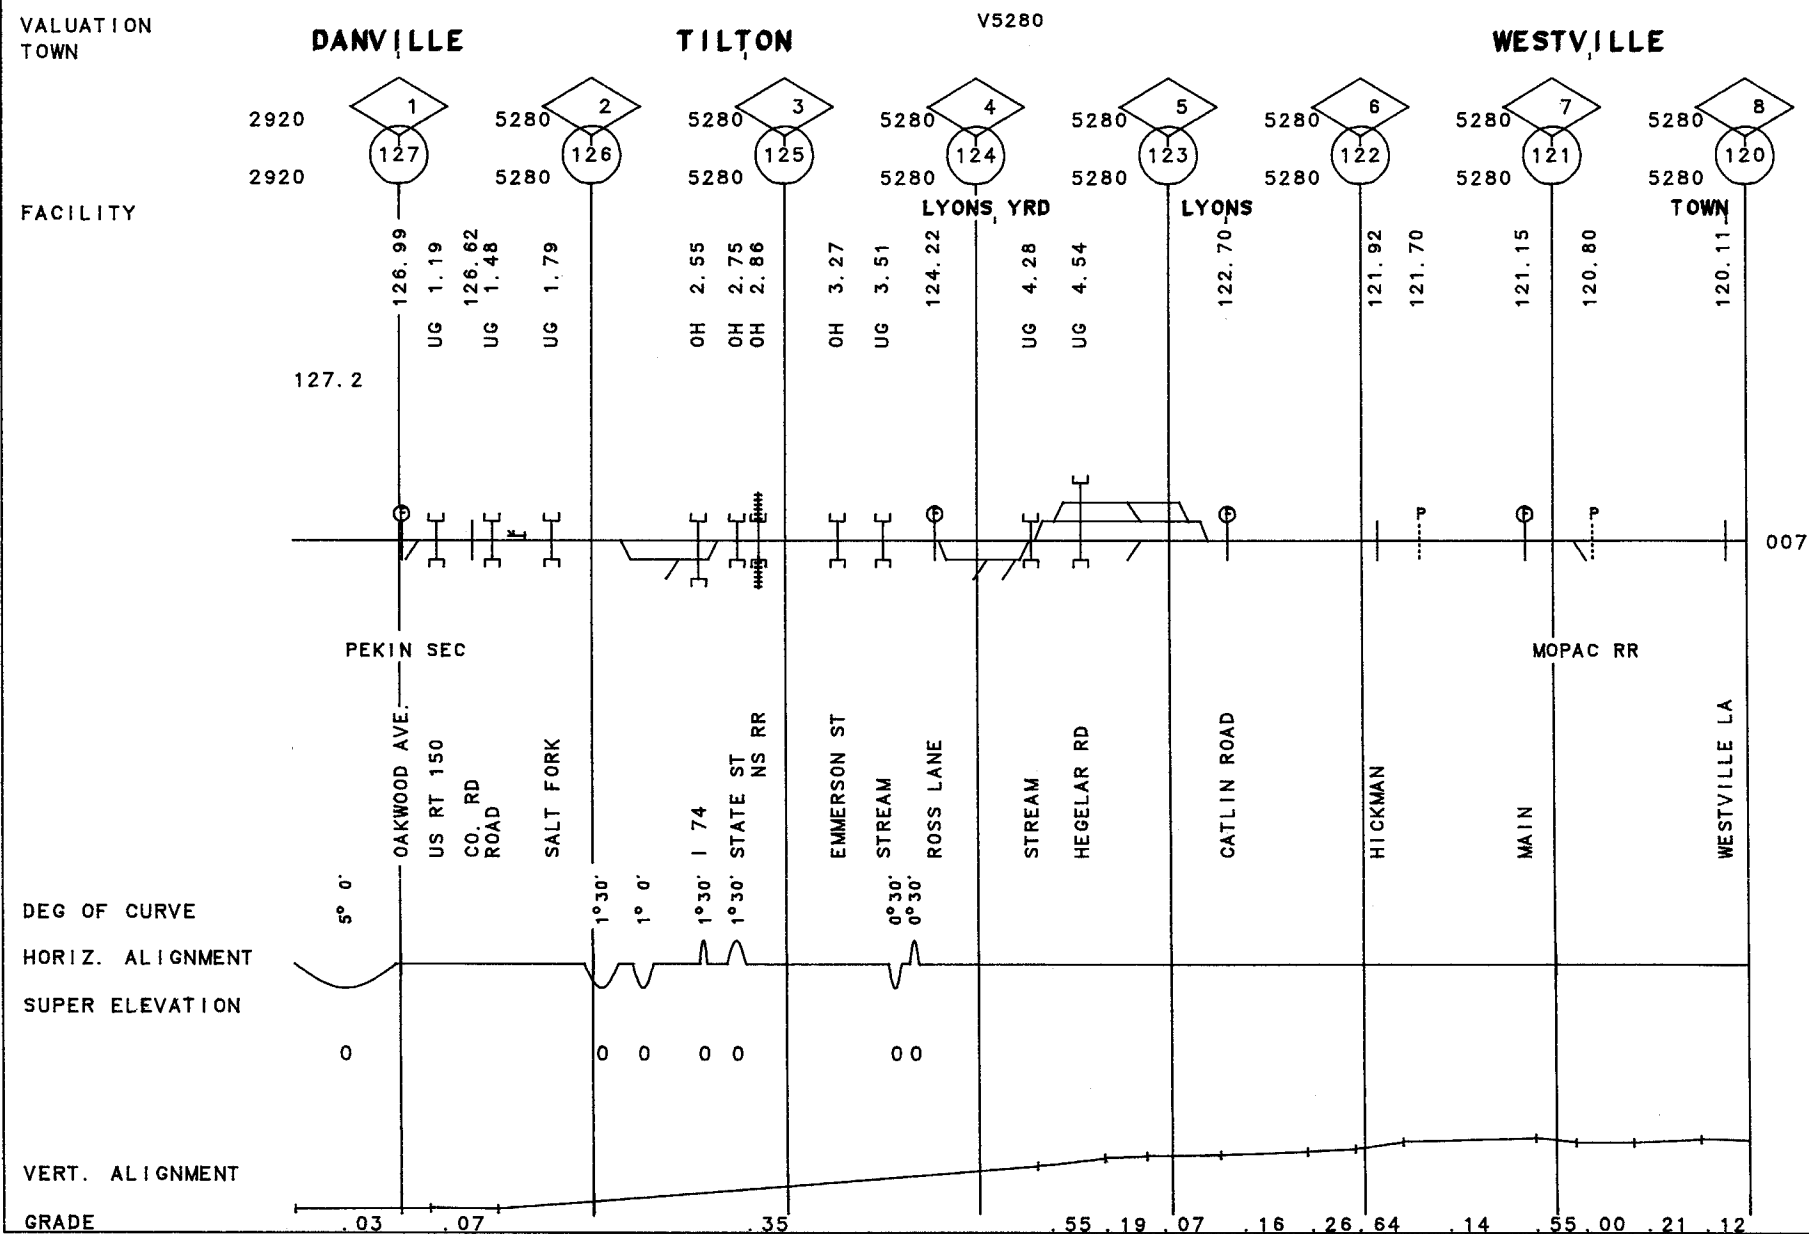 VALUATION V5280
TOWN DANVILLE TILTON WESTVILLE
1 2 3 4 5 6 7 8
2920 5280 5280 5280 5280 5280 5280 5280
127 126 125 124 123 122 121 120
2920 5280 5280 5280 5280 5280 5280 5280
FACILITY LYONS YRD LYONS TOWN
126.99
UG 1.19
126.62
UG 1.48
UG 1.79
OH 2.55
OH 2.75
OH 2.86
OH 3.27
UG 3.51
124.22
UG 4.28
UG 4.54
122.70
121.92
121.70
121.15
120.80
120.11
127.2
F F F F
P P
007
PEKIN SEC MOPAC RR
OAKWOOD AVE.
US RT 150
CO. RD
ROAD
SALT FORK
I 74
STATE ST
NS RR
EMMERSON ST
STREAM
ROSS LANE
STREAM
HEGELAR RD
CATLIN ROAD
HICKMAN
MAIN
WESTVILLE LA
DEG OF CURVE 5° 0' 1°30' 1° 0' 1°30' 1°30' 0°30' 0°30'
HORIZ. ALIGNMENT
SUPER ELEVATION
0 0 0 0 0 0 0
VERT. ALIGNMENT
GRADE .03 .07 .35 .55 .19 .07 .16 .26 .64 .14 .55 .00 .21 .12